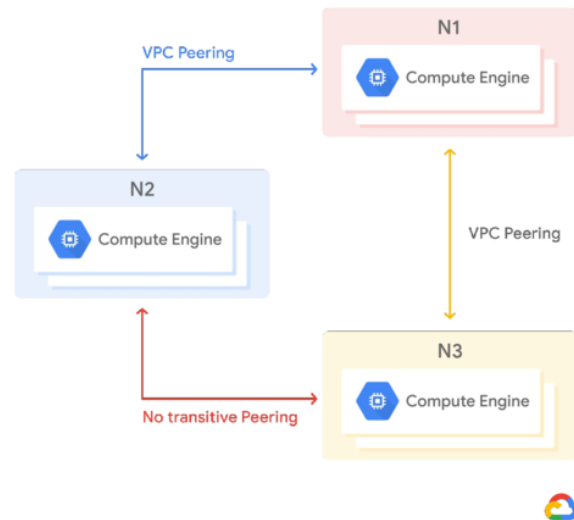 N1
VPC Peering
Compute Engine
N2
Compute Engine
VPC Peering
N3
Compute Engine
No transitive Peering